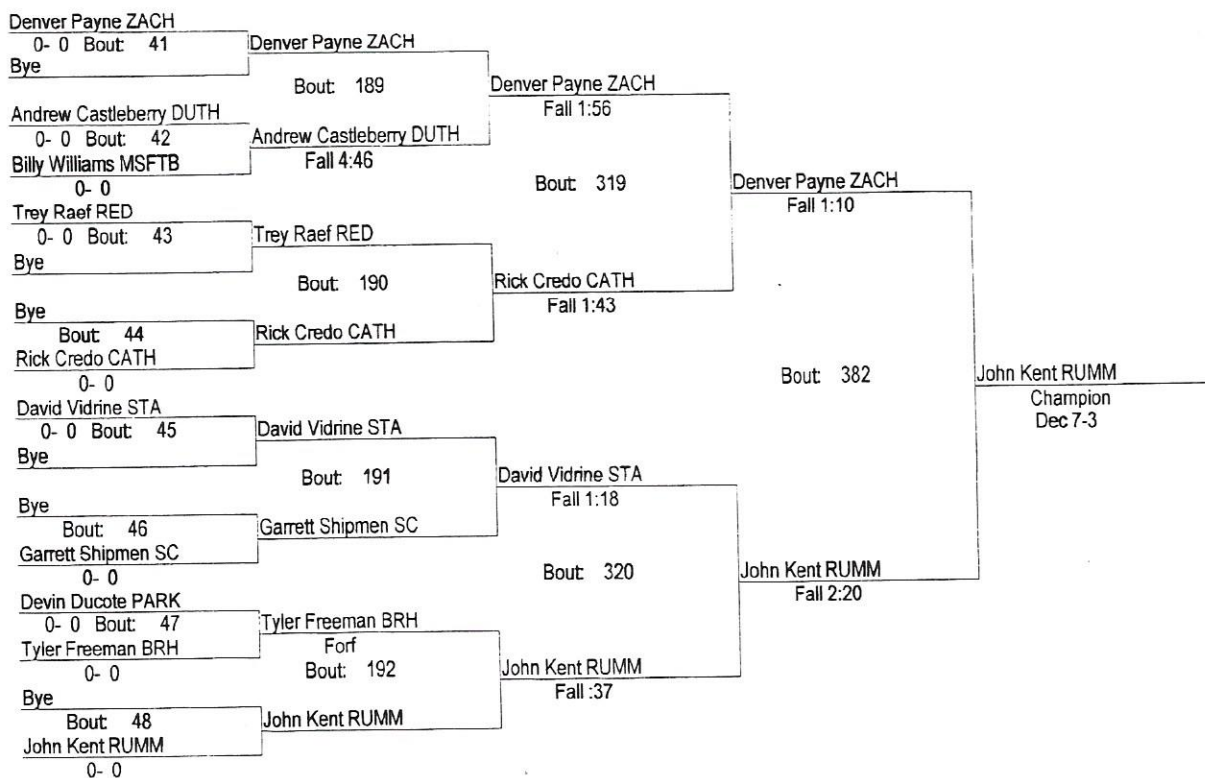 Denver Payne ZACH
0- 0 Bout: 41
Bye
Denver Payne ZACH
Bout: 189
Andrew Castleberry DUTH
0- 0 Bout: 42
Billy Williams MSFTB
0- 0
Andrew Castleberry DUTH
Fall 4:46
Denver Payne ZACH
Fall 1:56
Bout: 319
Trey Raef RED
0- 0 Bout: 43
Bye
Trey Raef RED
Bout: 190
Bye
Bout: 44
Rick Credo CATH
0- 0
Rick Credo CATH
Rick Credo CATH
Fall 1:43
Denver Payne ZACH
Fall 1:10
Bout: 382
David Vidrine STA
0- 0 Bout: 45
Bye
David Vidrine STA
Bout: 191
Bye
Bout: 46
Garrett Shipmen SC
0- 0
Garrett Shipmen SC
David Vidrine STA
Fall 1:18
Bout: 320
Devin Ducote PARK
0- 0 Bout: 47
Tyler Freeman BRH
0- 0
Tyler Freeman BRH
Forf
Bout: 192
Bye
Bout: 48
John Kent RUMM
0- 0
John Kent RUMM
John Kent RUMM
Fall :37
John Kent RUMM
Fall 2:20
John Kent RUMM
Champion
Dec 7-3